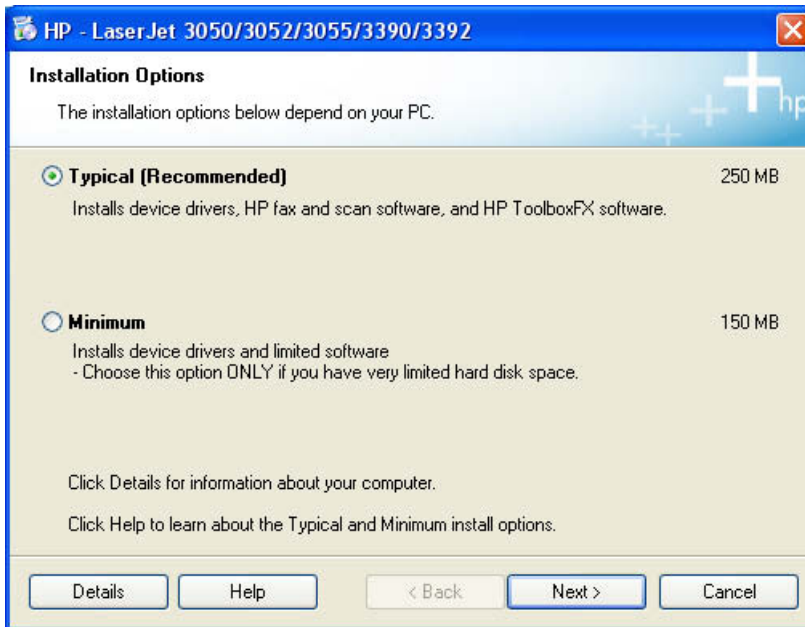 HP - LaserJet 3050/3052/3055/3390/3392
Installation Options
The installation options below depend on your PC.
hp
Typical (Recommended) 250 MB
Installs device drivers, HP fax and scan software, and HP ToolboxFX software.
Minimum 150 MB
Installs device drivers and limited software
- Choose this option ONLY if you have very limited hard disk space.
Click Details for information about your computer.
Click Help to learn about the Typical and Minimum install options.
Details Help < Back Next > Cancel